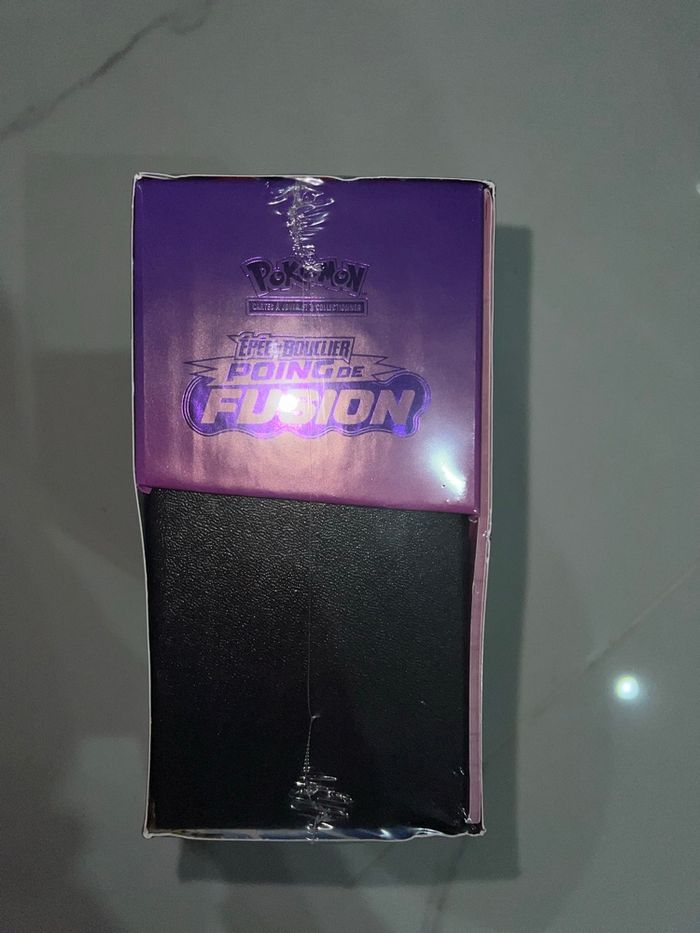 POKÉMON
CARTES À JOUER ET À COLLECTIONNER
ÉPÉE ET BOUCLIER
POING DE
FUSION